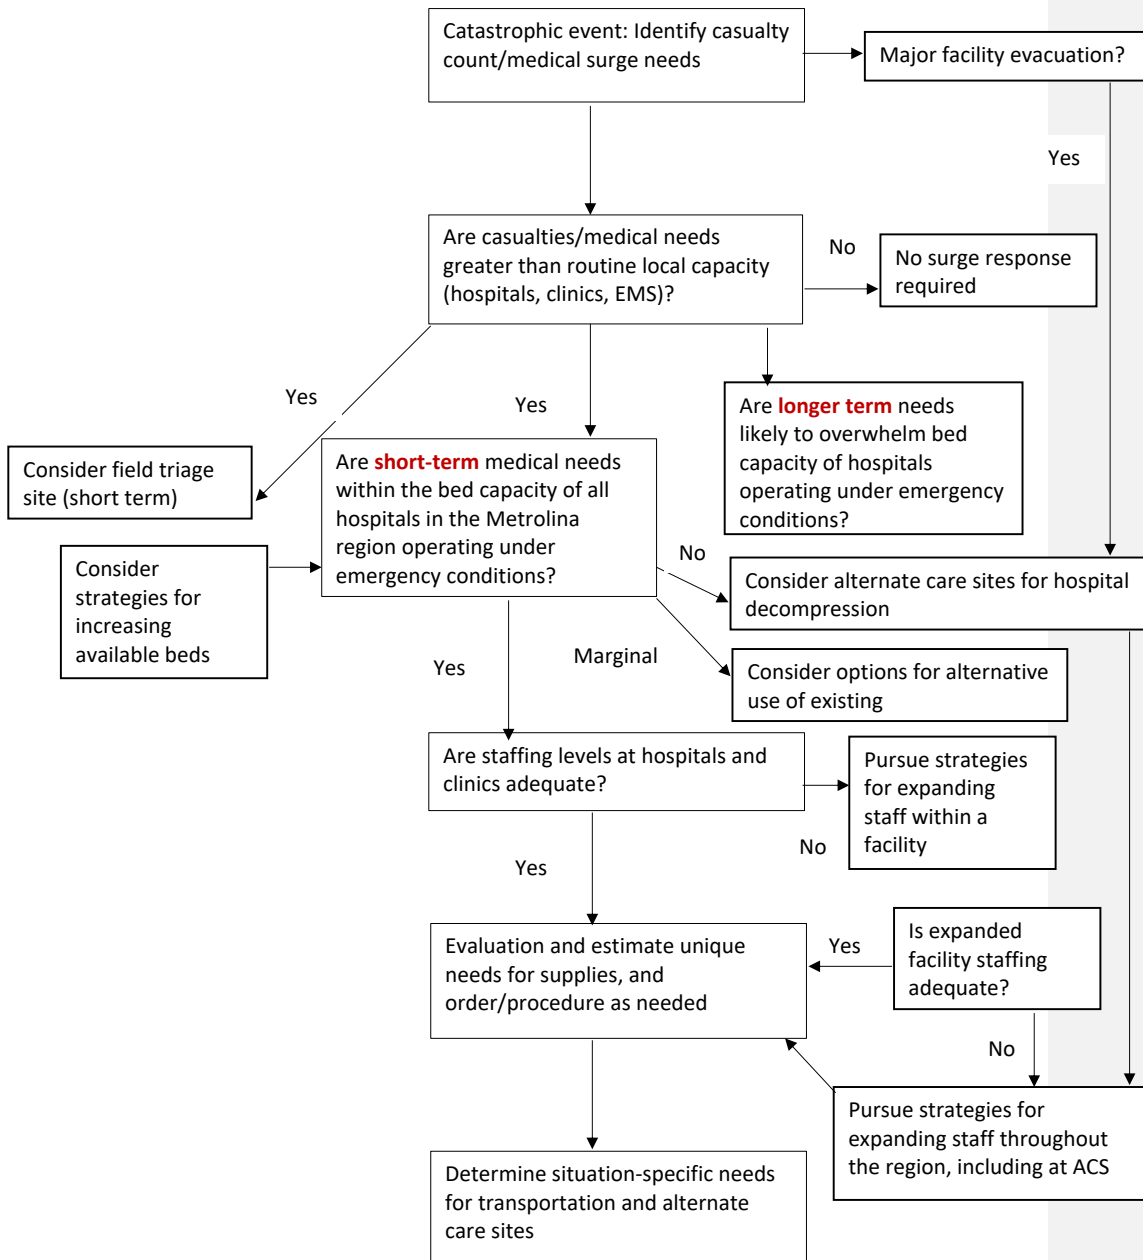 Catastrophic event: Identify casualty
count/medical surge needs
Major facility evacuation?
Yes
Are casualties/medical needs
greater than routine local capacity
(hospitals, clinics, EMS)?
No
No surge response
required
Yes
Yes
Are longer term needs
likely to overwhelm bed
capacity of hospitals
operating under emergency
conditions?
Consider field triage
site (short term)
Are short-term medical needs
within the bed capacity of all
hospitals in the Metrolina
region operating under
emergency conditions?
Consider
strategies for
increasing
available beds
No
Consider alternate care sites for hospital
decompression
Yes
Marginal
Consider options for alternative
use of existing
Are staffing levels at hospitals and
clinics adequate?
Pursue strategies
for expanding
staff within a
facility
No
Yes
Evaluation and estimate unique
needs for supplies, and
order/procedure as needed
Yes
Is expanded
facility staffing
adequate?
No
Pursue strategies for
expanding staff throughout
the region, including at ACS
Determine situation-specific needs
for transportation and alternate
care sites